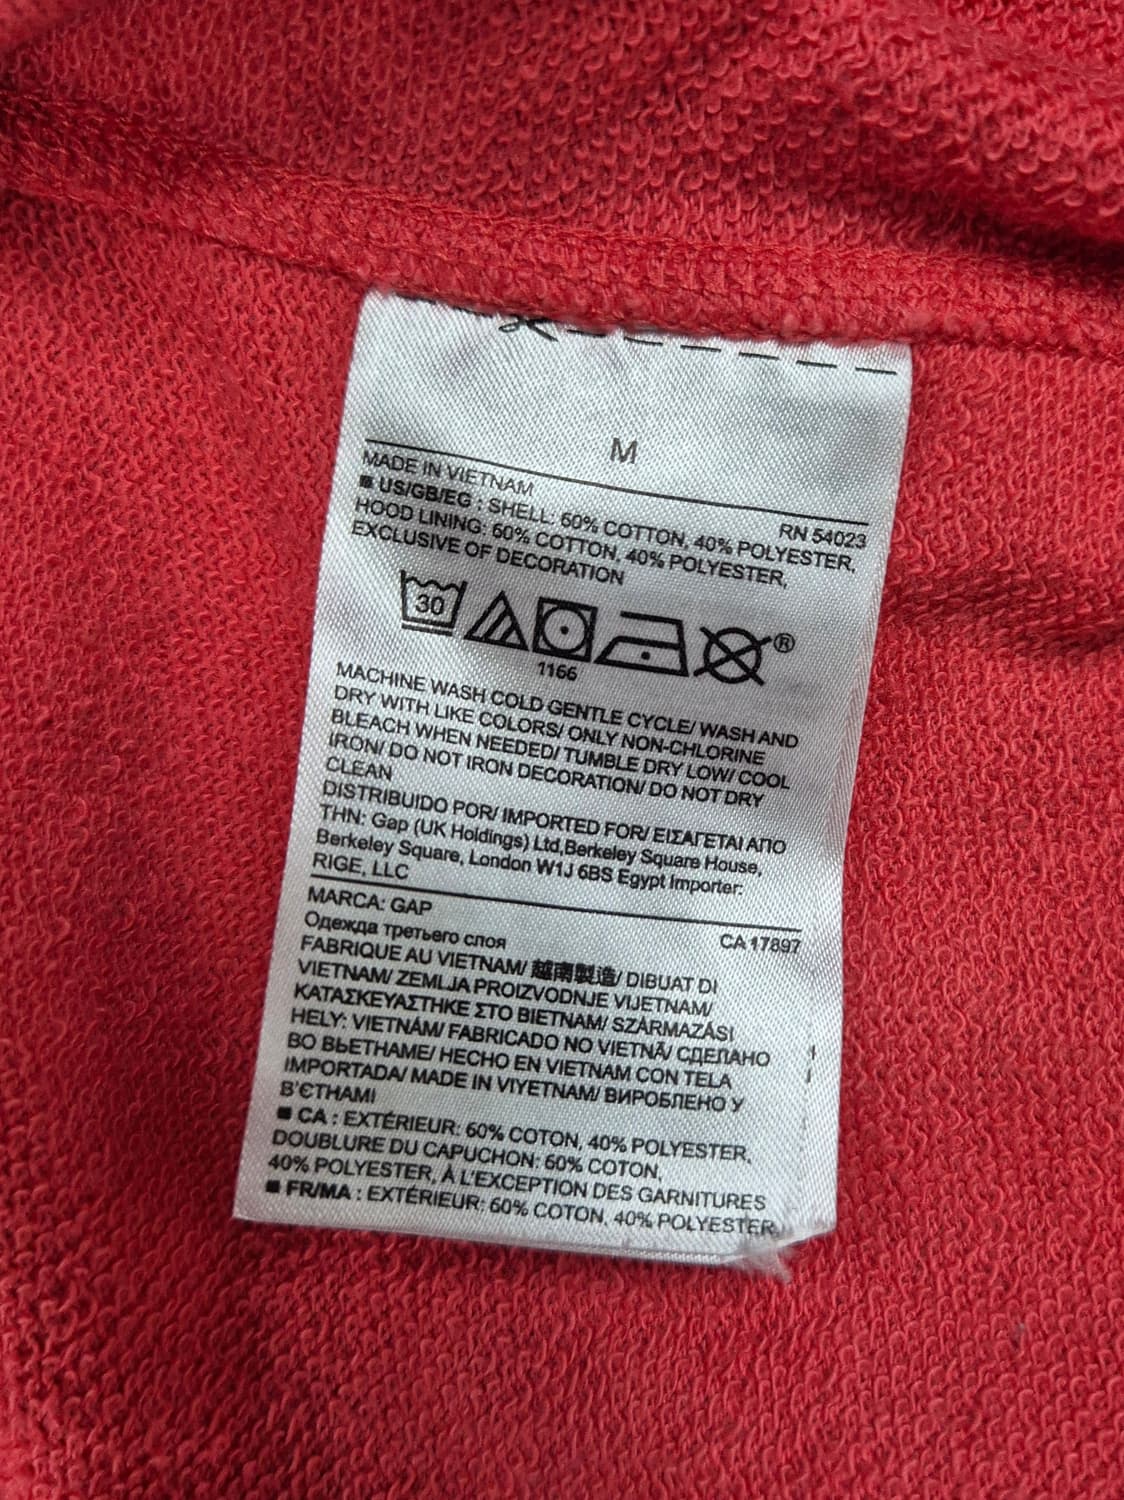 M
MADE IN VIETNAM
RN 54023
■ US/GB/EG : SHELL: 60% COTTON, 40% POLYESTER,
HOOD LINING: 60% COTTON, 40% POLYESTER,
EXCLUSIVE OF DECORATION
30
®
1166
MACHINE WASH COLD GENTLE CYCLE/ WASH AND
DRY WITH LIKE COLORS/ ONLY NON-CHLORINE
BLEACH WHEN NEEDED/ TUMBLE DRY LOW/ COOL
IRON/ DO NOT IRON DECORATION/ DO NOT DRY
CLEAN
DISTRIBUIDO POR/ IMPORTED FOR/ ΕΙΣΑΓΕΤΑΙ ΑΠΟ
ΤΗΝ: Gap (UK Holdings) Ltd,Berkeley Square House,
Berkeley Square, London W1J 6BS Egypt Importer:
RIGE, LLC
MARCA: GAP
CA 17897
Одежда третьего слоя
FABRIQUE AU VIETNAM/ 越南製造/ DIBUAT DI
VIETNAM/ ZEMLJA PROIZVODNJE VIJETNAM/
ΚΑΤΑΣΚΕΥΑΣΤΗΚΕ ΣΤΟ ΒΙΕΤΝΑΜ/ SZÁRMAZÁSI
HELY: VIETNÁM/ FABRICADO NO VIETNÃ/ СДЕЛАНО
ВО ВЬЕТНАМЕ/ HECHO EN VIETNAM CON TELA
IMPORTADA/ MADE IN VIYETNAM/ ВИРОБЛЕНО У
В'ЄТНАМІ
■ CA : EXTÉRIEUR: 60% COTON, 40% POLYESTER,
DOUBLURE DU CAPUCHON: 60% COTON,
40% POLYESTER, À L'EXCEPTION DES GARNITURES
■ FR/MA : EXTÉRIEUR: 60% COTON, 40% POLYESTER,